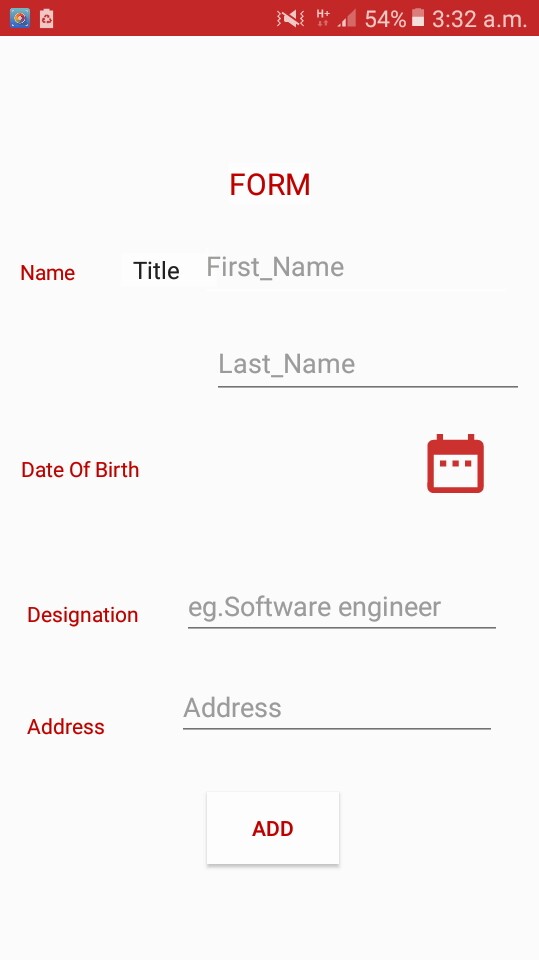 H+ 54% 3:32 a.m.
FORM
Name Title First_Name
Last_Name
Date Of Birth
Designation eg.Software engineer
Address Address
ADD